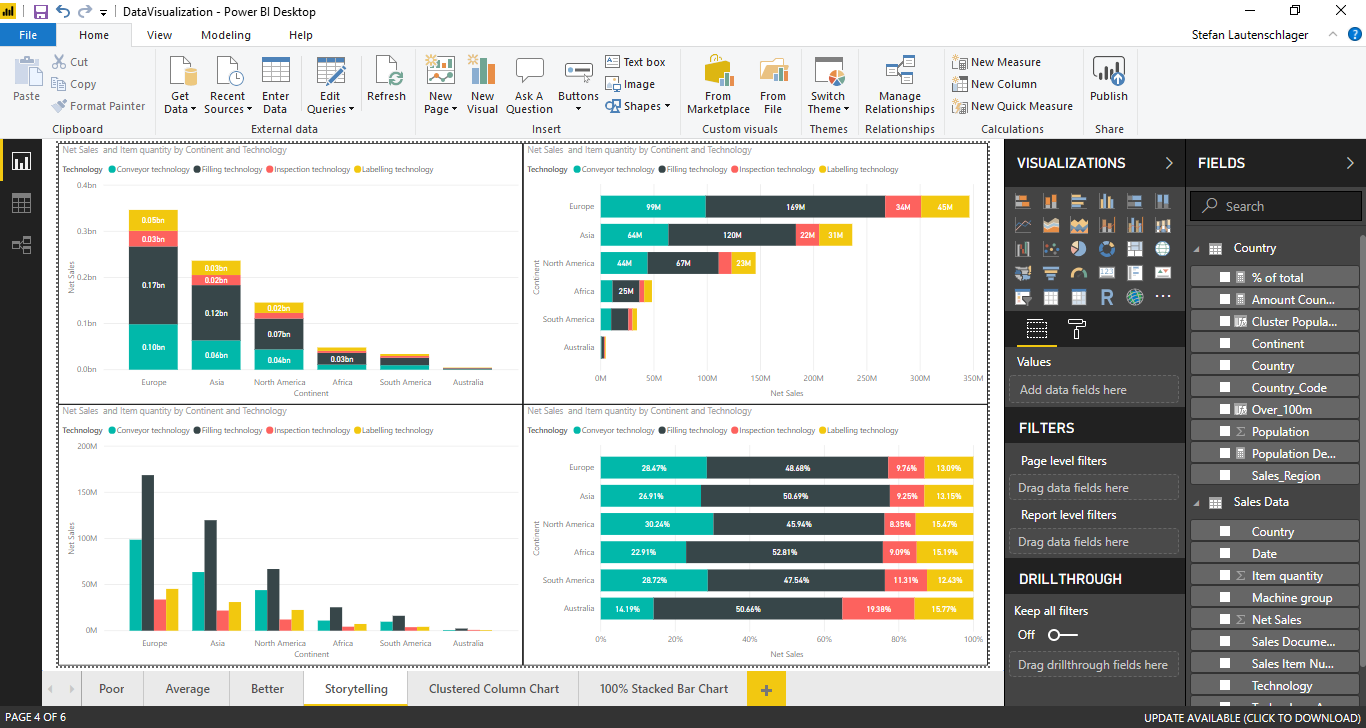 DataVisualization - Power BI Desktop
File Home View Modeling Help Stefan Lautenschlager ?
Paste Cut Copy Format Painter
Clipboard
Get Data Recent Sources Enter Data Edit Queries Refresh
External data
New Page New Visual Ask A Question Buttons Text box Image Shapes
Insert
From Marketplace From File
Custom visuals
Switch Theme
Themes
Manage Relationships
Relationships
New Measure
New Column
New Quick Measure
Calculations
Publish
Share
Net Sales and Item quantity by Continent and Technology
Technology Conveyor technology Filling technology Inspection technology Labelling technology
Net Sales
0.4bn
0.3bn
0.2bn
0.1bn
0.0bn
0.05bn
0.03bn
0.17bn
0.10bn
0.03bn
0.02bn
0.12bn
0.06bn
0.02bn
0.07bn
0.04bn
0.03bn
Europe Asia North America Africa South America Australia
Continent
Net Sales and Item quantity by Continent and Technology
Technology Conveyor technology Filling technology Inspection technology Labelling technology
Continent
Europe 99M 169M 34M 45M
Asia 64M 120M 22M 31M
North America 44M 67M 23M
Africa 25M
South America
Australia
0M 50M 100M 150M 200M 250M 300M 350M
Net Sales
Net Sales and Item quantity by Continent and Technology
Technology Conveyor technology Filling technology Inspection technology Labelling technology
Net Sales
200M
150M
100M
50M
0M
Europe Asia North America Africa South America Australia
Continent
Net Sales and Item quantity by Continent and Technology
Technology Conveyor technology Filling technology Inspection technology Labelling technology
Continent
Europe 28.47% 48.68% 9.76% 13.09%
Asia 26.91% 50.69% 9.25% 13.15%
North America 30.24% 45.94% 8.35% 15.47%
Africa 22.91% 52.81% 9.09% 15.19%
South America 28.72% 47.54% 11.31% 12.43%
Australia 14.19% 50.66% 19.38% 15.77%
0% 20% 40% 60% 80% 100%
Net Sales
VISUALIZATIONS
R
Values
Add data fields here
FILTERS
Page level filters
Drag data fields here
Report level filters
Drag data fields here
DRILLTHROUGH
Keep all filters
Off
Drag drillthrough fields here
FIELDS
Search
Country
% of total
Amount Coun...
Cluster Popula...
Continent
Country
Country_Code
Over_100m
Σ Population
Population De...
Sales_Region
Sales Data
Country
Date
Σ Item quantity
Machine group
Σ Net Sales
Sales Docume...
Sales Item Nu...
Technology
Poor Average Better Storytelling Clustered Column Chart 100% Stacked Bar Chart +
PAGE 4 OF 6 UPDATE AVAILABLE (CLICK TO DOWNLOAD)